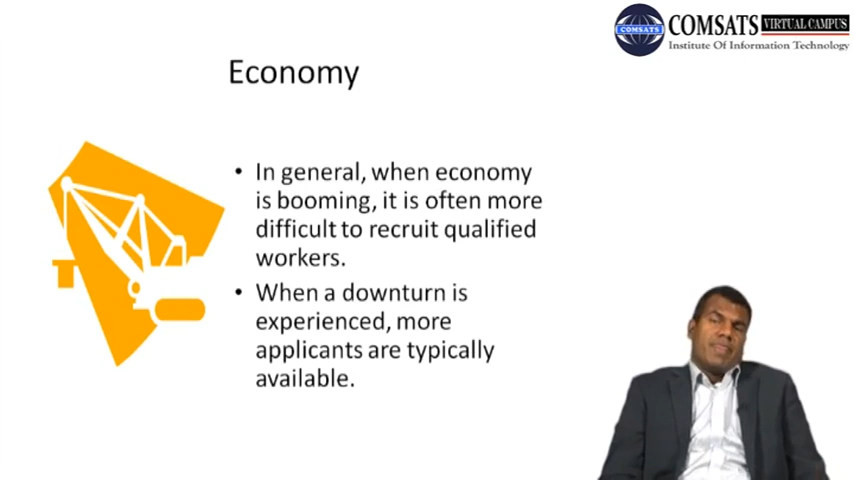 COMSATS VIRTUAL CAMPUS
Institute Of Information Technology
COMSATS
Economy
• In general, when economy
is booming, it is often more
difficult to recruit qualified
workers.
• When a downturn is
experienced, more
applicants are typically
available.